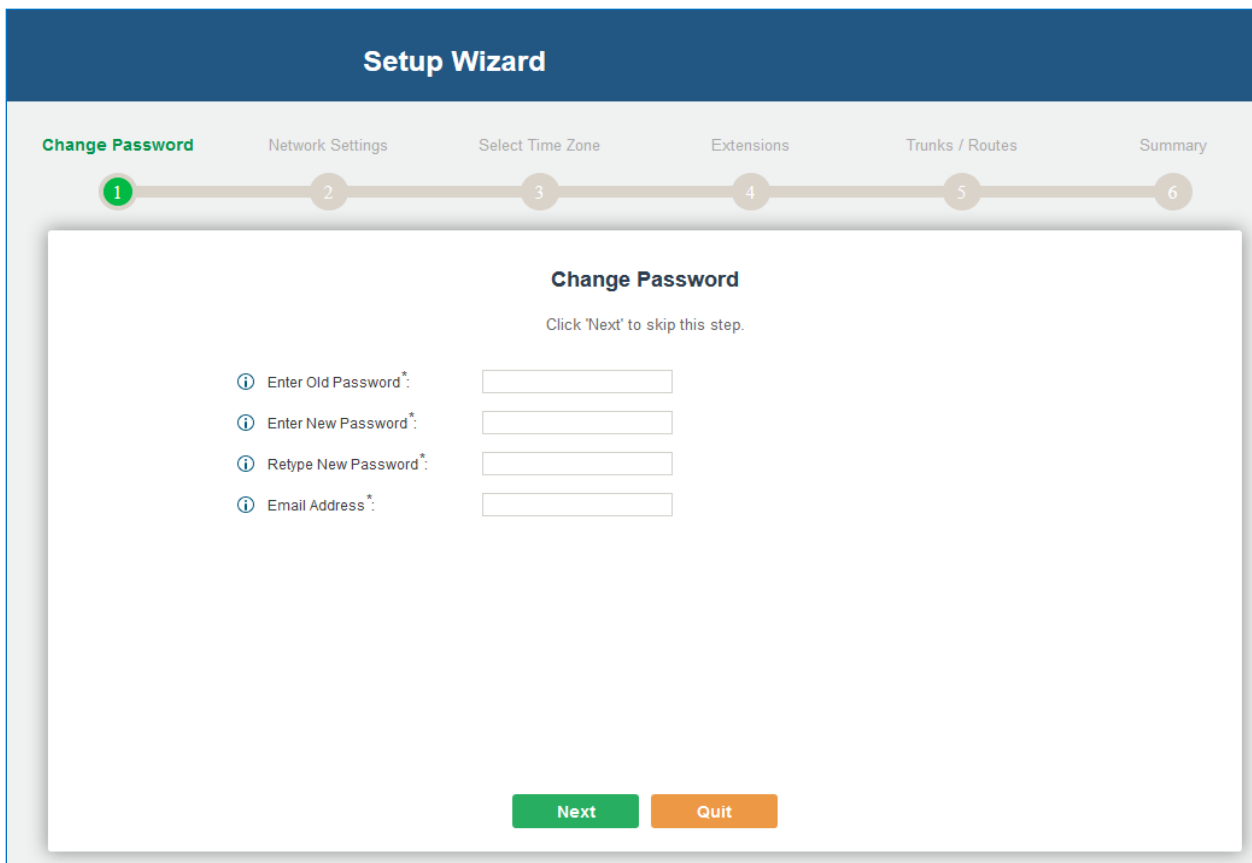 Setup Wizard
Change Password Network Settings Select Time Zone Extensions Trunks / Routes Summary
1 2 3 4 5 6
Change Password
Click 'Next' to skip this step.
i Enter Old Password*:
i Enter New Password*:
i Retype New Password*:
i Email Address*:
Next Quit